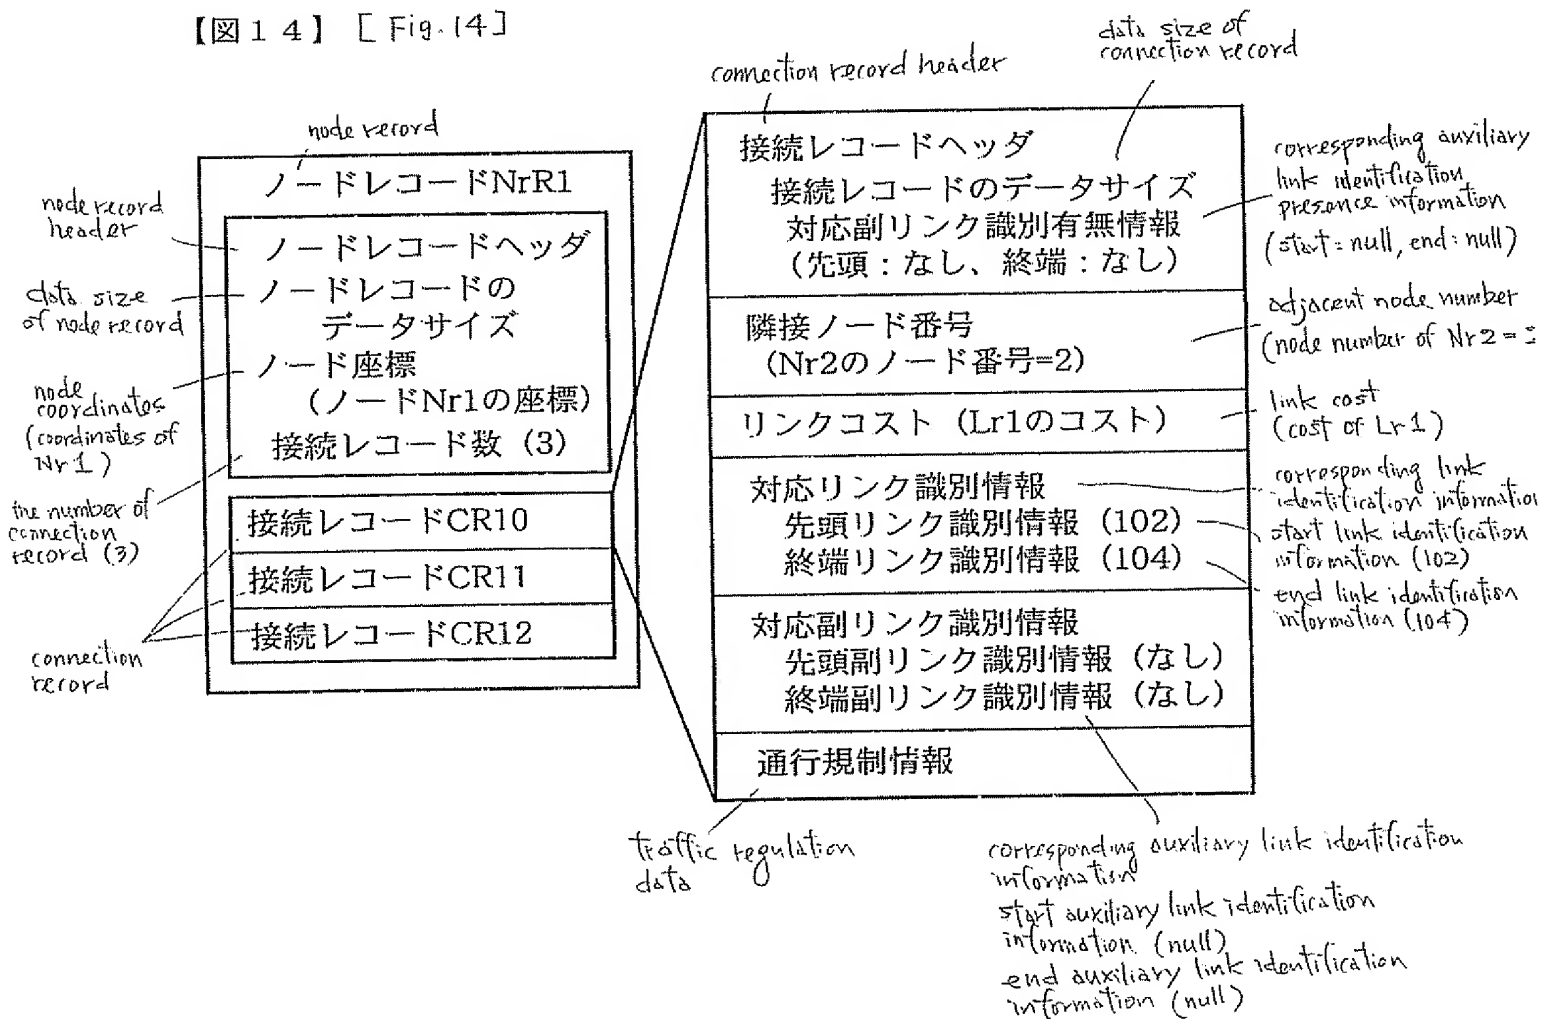 【図１４】 [Fig.14]
node record
ノードレコードNrR1
node record
header
ノードレコードヘッダ
data size
of node record
ノードレコードの
データサイズ
node
coordinates
(coordinates of
Nr1)
ノード座標
(ノードNr1の座標)
接続レコード数 (3)
the number of
connection
record (3)
接続レコードCR10
接続レコードCR11
接続レコードCR12
connection
record
connection record header
data size of
connection record
接続レコードヘッダ
接続レコードのデータサイズ
対応副リンク識別有無情報
(先頭：なし、終端：なし)
corresponding auxiliary
link identification
presence information
(start=null, end:null)
隣接ノード番号
(Nr2のノード番号=2)
adjacent node number
(node number of Nr2 =
リンクコスト (Lr1のコスト)
link cost
(cost of Lr1)
対応リンク識別情報
先頭リンク識別情報 (102)
終端リンク識別情報 (104)
corresponding link
identification information
start link identification
information (102)
end link identification
information (104)
対応副リンク識別情報
先頭副リンク識別情報 (なし)
終端副リンク識別情報 (なし)
通行規制情報
traffic regulation
data
corresponding auxiliary link identification
information
start auxiliary link identification
information (null)
end auxiliary link identification
information (null)